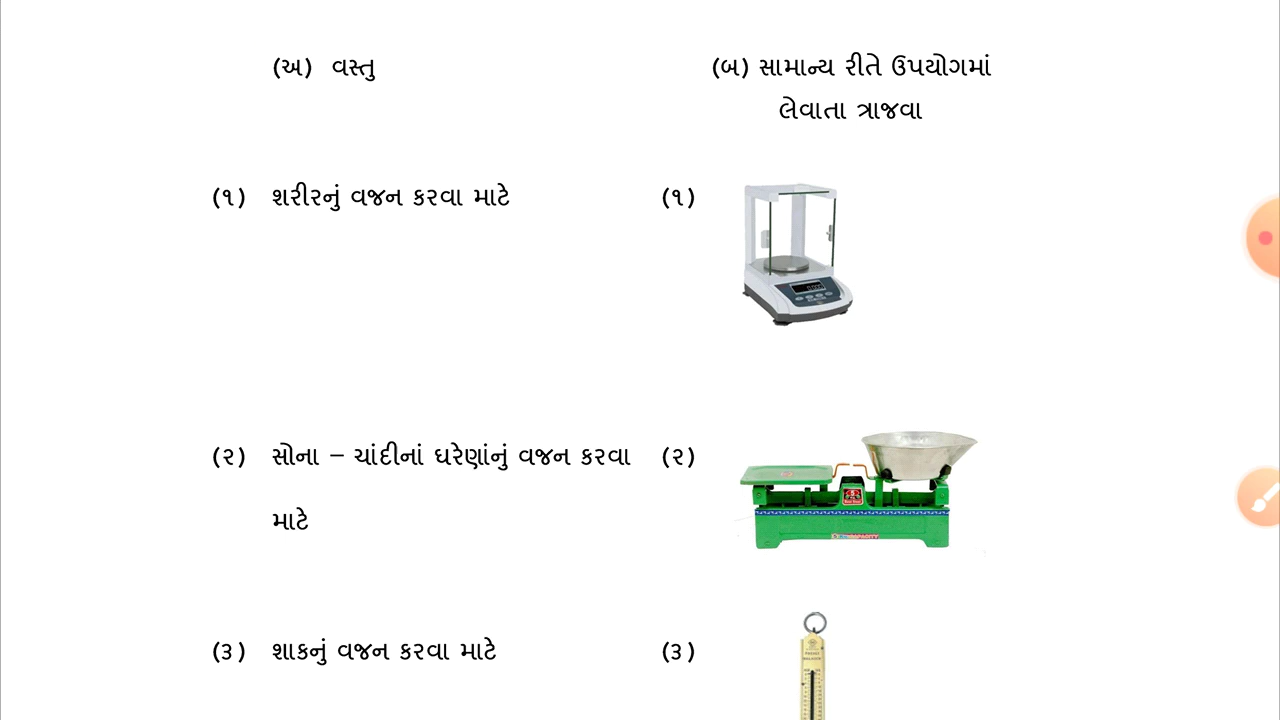 (અ) વસ્તુ
(બ) સામાન્ય રીતે ઉપયોગમાં
લેવાતા ત્રાજવા
(૧) શરીરનું વજન કરવા માટે
(૧)
(૨) સોના – ચાંદીનાં ઘરેણાંનું વજન કરવા
માટે
(૨)
CAPACITY
(૩) શાકનું વજન કરવા માટે
(૩)